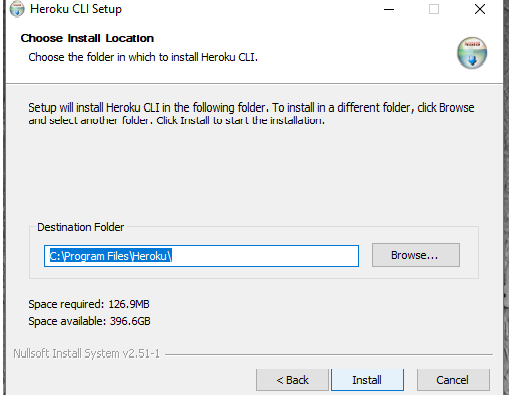 Heroku CLI Setup
Choose Install Location
Choose the folder in which to install Heroku CLI.
Setup will install Heroku CLI in the following folder. To install in a different folder, click Browse
and select another folder. Click Install to start the installation.
Destination Folder
C:\Program Files\Heroku\
Browse...
Space required: 126.9MB
Space available: 396.6GB
Nullsoft Install System v2.51-1
< Back
Install
Cancel